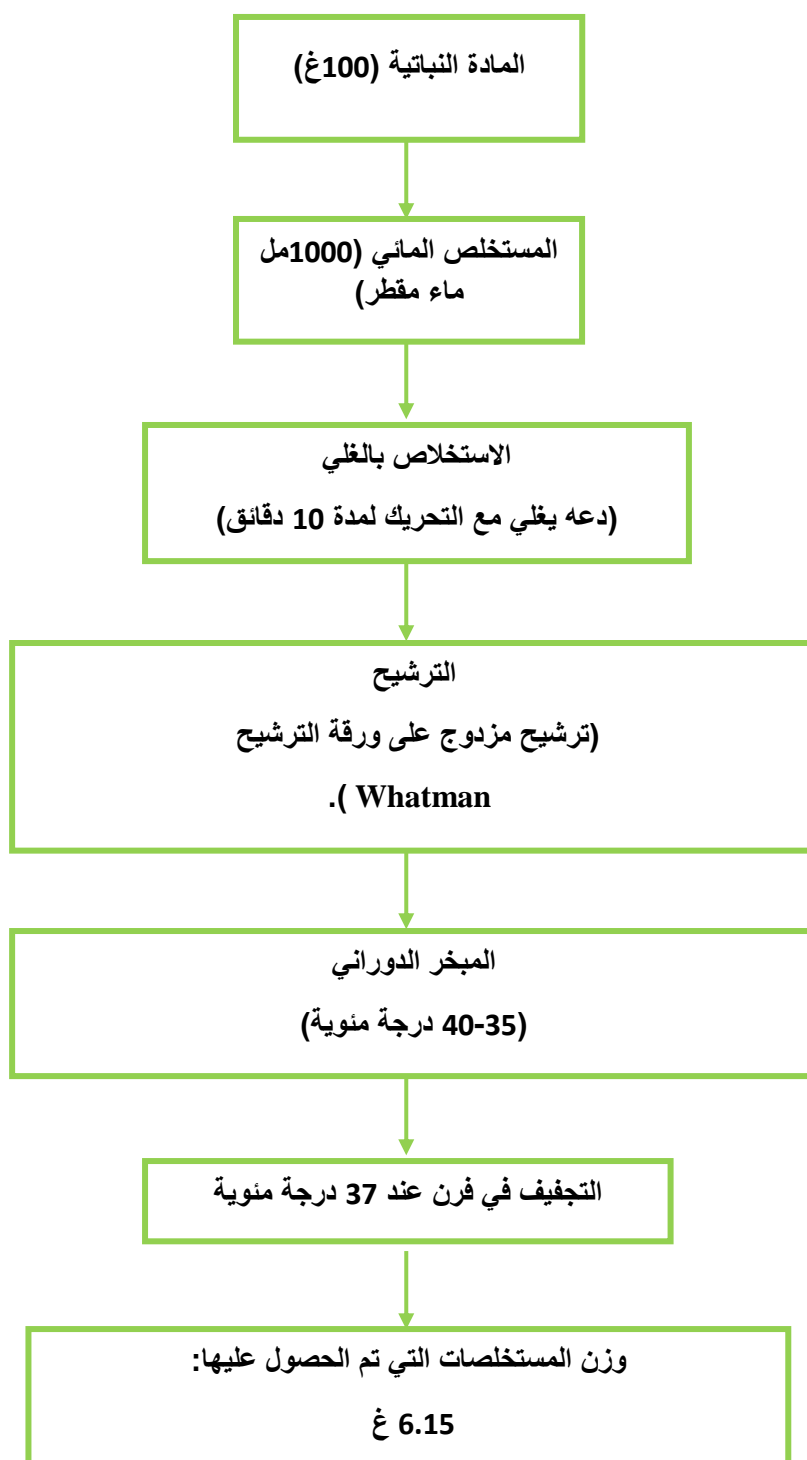 المادة النباتية (100غ)
المستخلص المائي (1000مل
ماء مقطر)
الاستخلاص بالغلي
(دعه يغلي مع التحريك لمدة 10 دقائق)
الترشيح
(ترشيح مزدوج على ورقة الترشيح
Whatman ).
المبخر الدوراني
(35-40 درجة مئوية)
التجفيف في فرن عند 37 درجة مئوية
وزن المستخلصات التي تم الحصول عليها:
6.15 غ